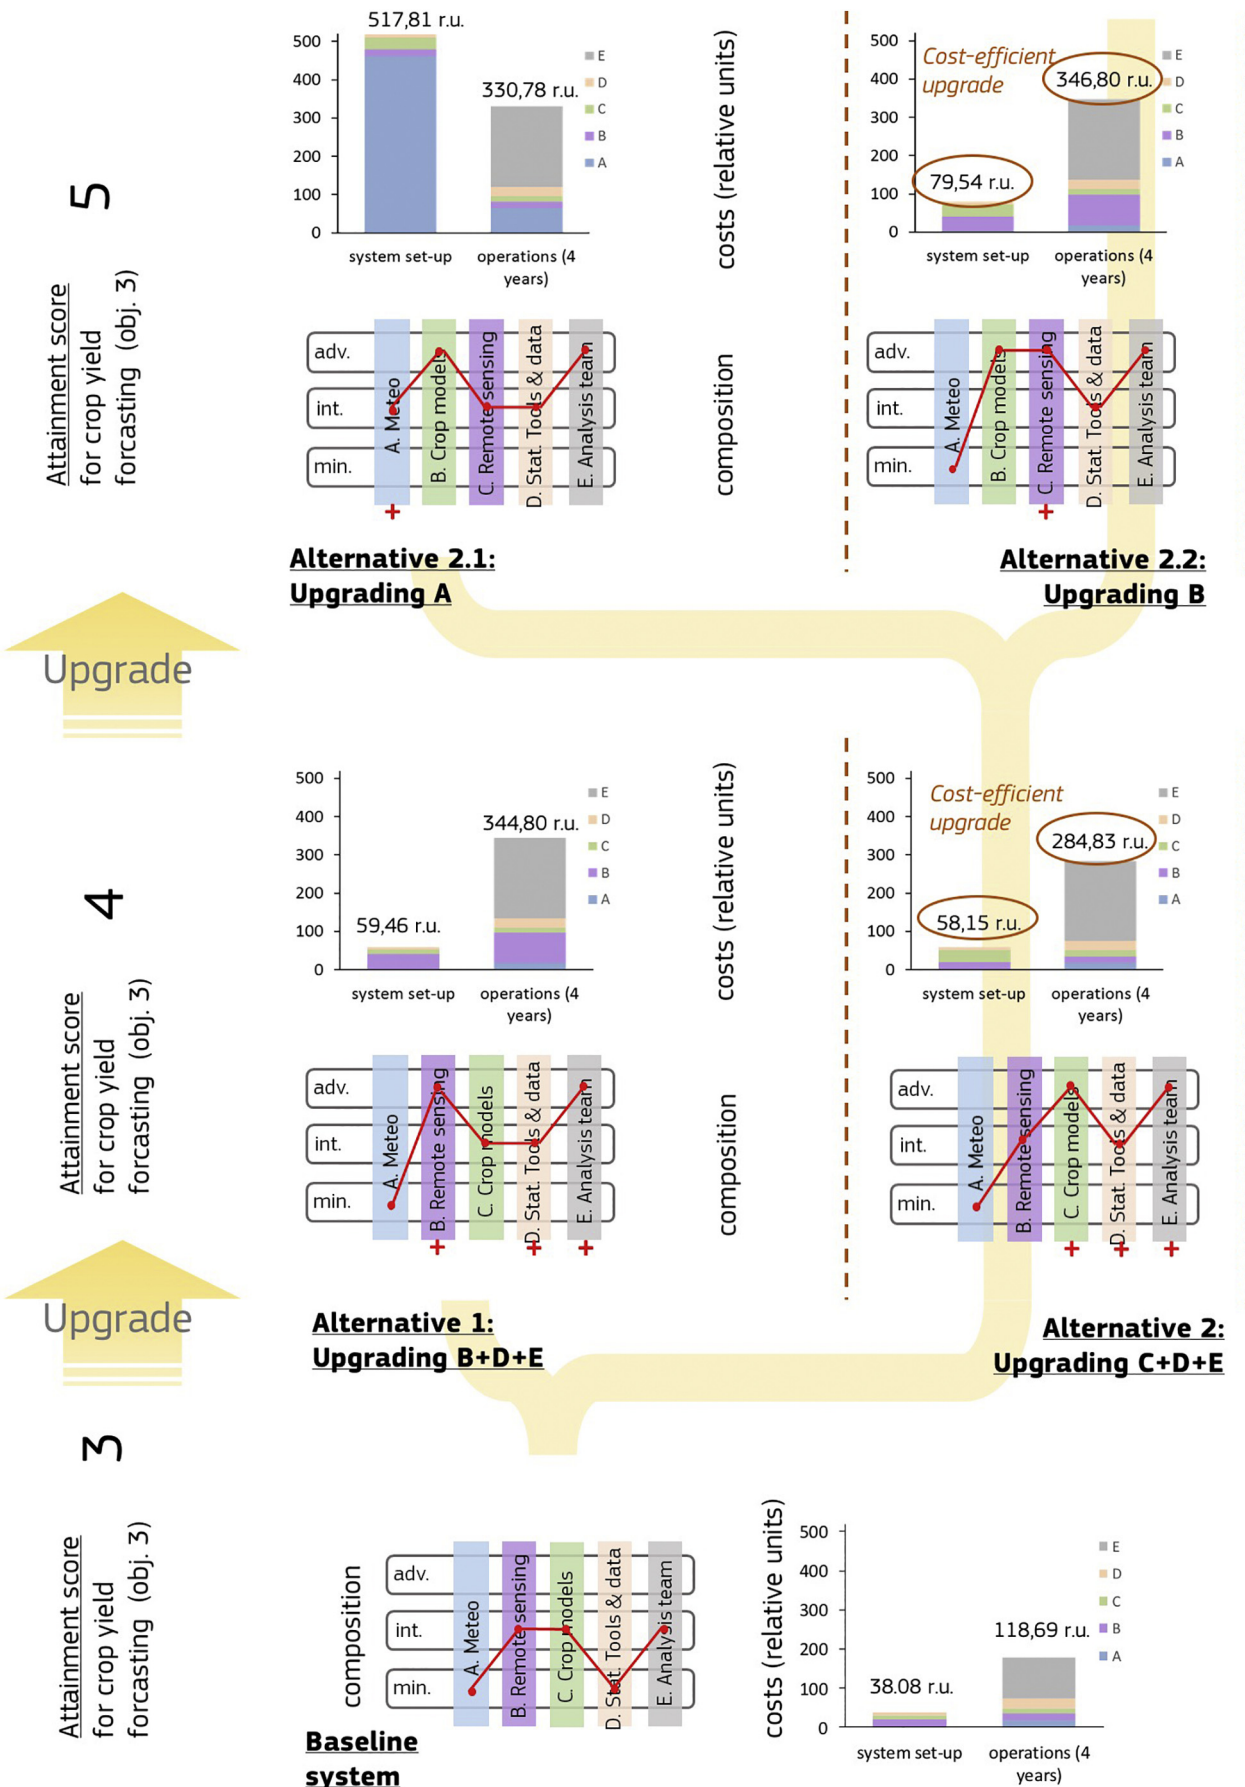 5
Attainment score
for crop yield
forcasting (obj. 3)
517,81 r.u.
330,78 r.u.
500
400
300
200
100
0
E
D
C
B
A
system set-up
operations (4
years)
costs (relative units)
Cost-efficient
upgrade
346,80 r.u.
79,54 r.u.
500
400
300
200
100
0
E
D
C
B
A
system set-up
operations (4
years)
adv.
int.
min.
A. Meteo
B. Crop models
C. Remote sensing
D. Stat. Tools & data
E. Analysis team
+
composition
adv.
int.
min.
A. Meteo
B. Crop models
C. Remote sensing
D. Stat. Tools & data
E. Analysis team
+
Alternative 2.1:
Upgrading A
Alternative 2.2:
Upgrading B
Upgrade
4
Attainment score
for crop yield
forcasting (obj. 3)
500
400
300
200
100
0
59,46 r.u.
344,80 r.u.
E
D
C
B
A
system set-up
operations (4
years)
costs (relative units)
Cost-efficient
upgrade
284,83 r.u.
58,15 r.u.
500
400
300
200
100
0
E
D
C
B
A
system set-up
operations (4
years)
adv.
int.
min.
A. Meteo
B. Remote sensing
C. Crop models
D. Stat. Tools & data
E. Analysis team
+ + +
composition
adv.
int.
min.
A. Meteo
B. Remote sensing
C. Crop models
D. Stat. Tools & data
E. Analysis team
+ + +
Alternative 1:
Upgrading B+D+E
Alternative 2:
Upgrading C+D+E
Upgrade
3
Attainment score
for crop yield
forcasting (obj. 3)
composition
adv.
int.
min.
A. Meteo
B. Remote sensing
C. Crop models
D. Stat. Tools & data
E. Analysis team
Baseline
system
costs (relative units)
500
400
300
200
100
0
38.08 r.u.
118,69 r.u.
E
D
C
B
A
system set-up
operations (4
years)